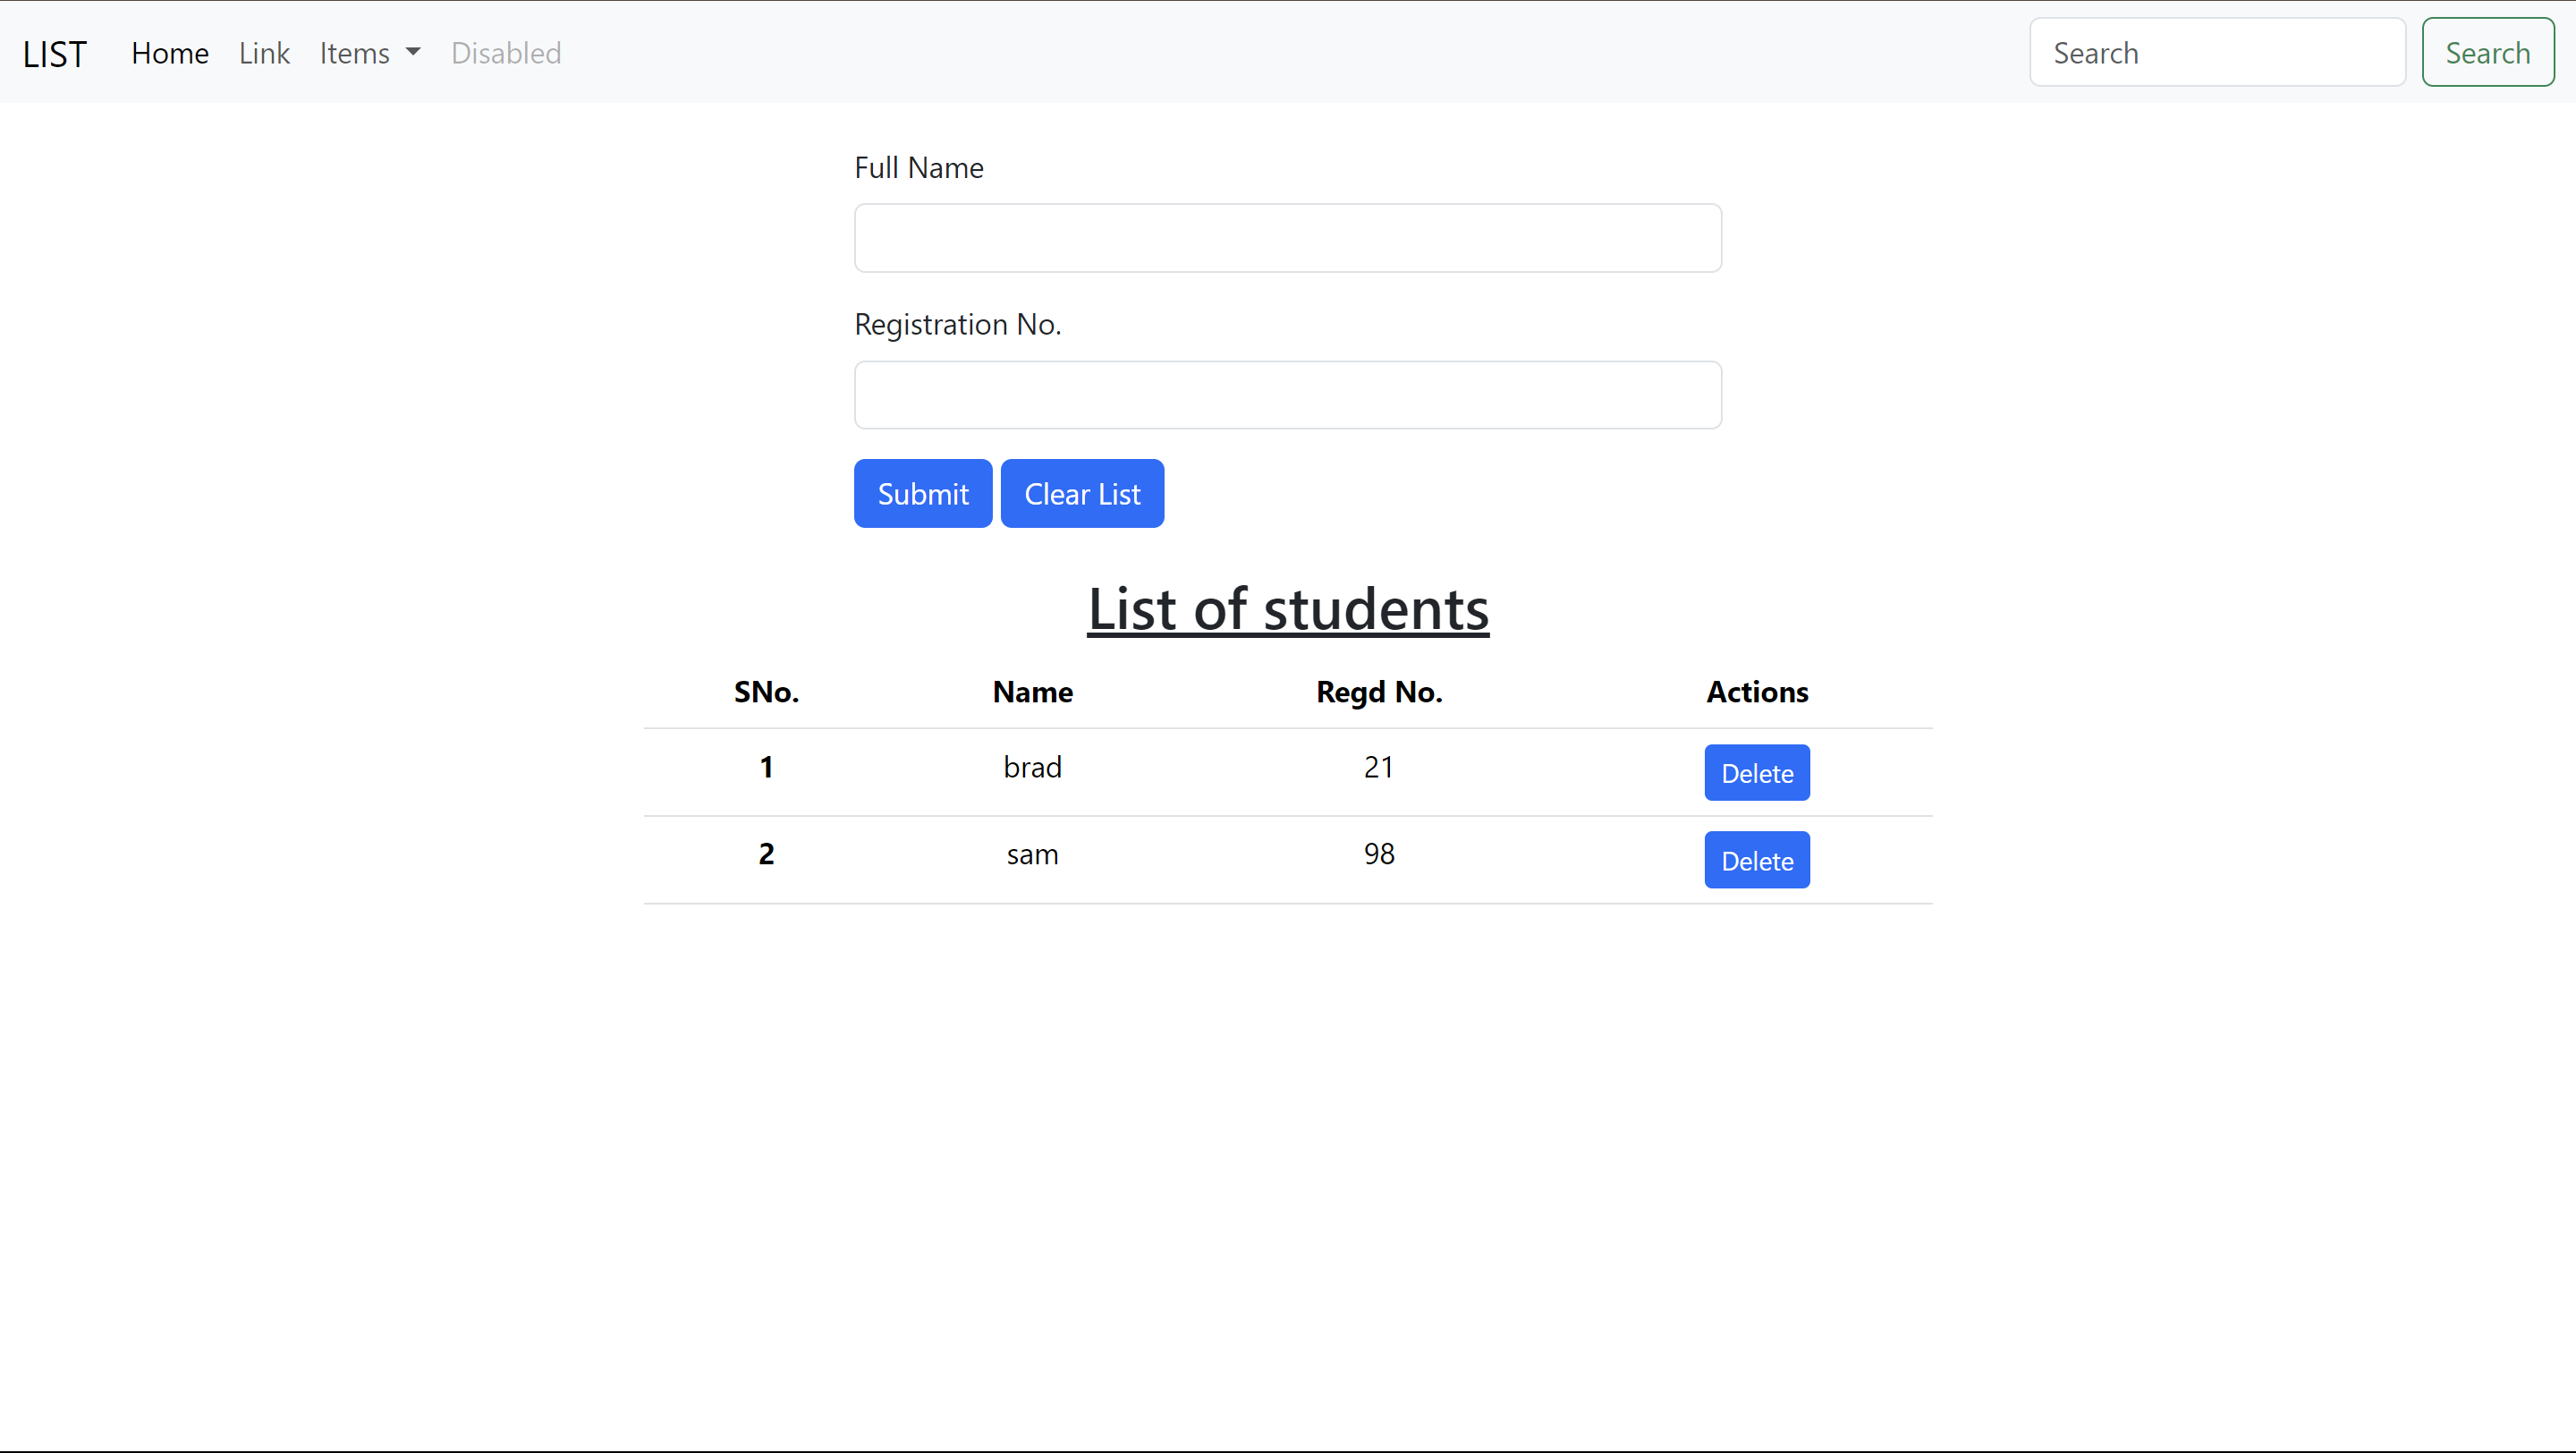 LIST Home Link Items Disabled Search Search
Full Name
Registration No.
Submit Clear List
List of students
SNo. Name Regd No. Actions
1 brad 21 Delete
2 sam 98 Delete